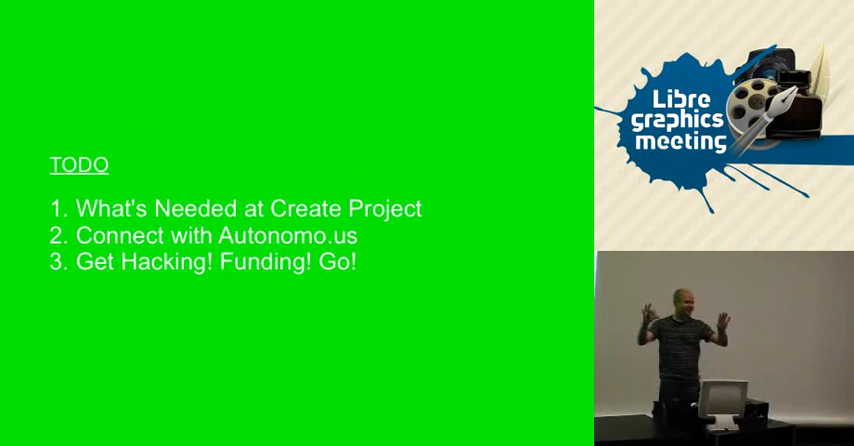 TODO
1. What's Needed at Create Project
2. Connect with Autonomo.us
3. Get Hacking! Funding! Go!
Libre
graphics
meeting